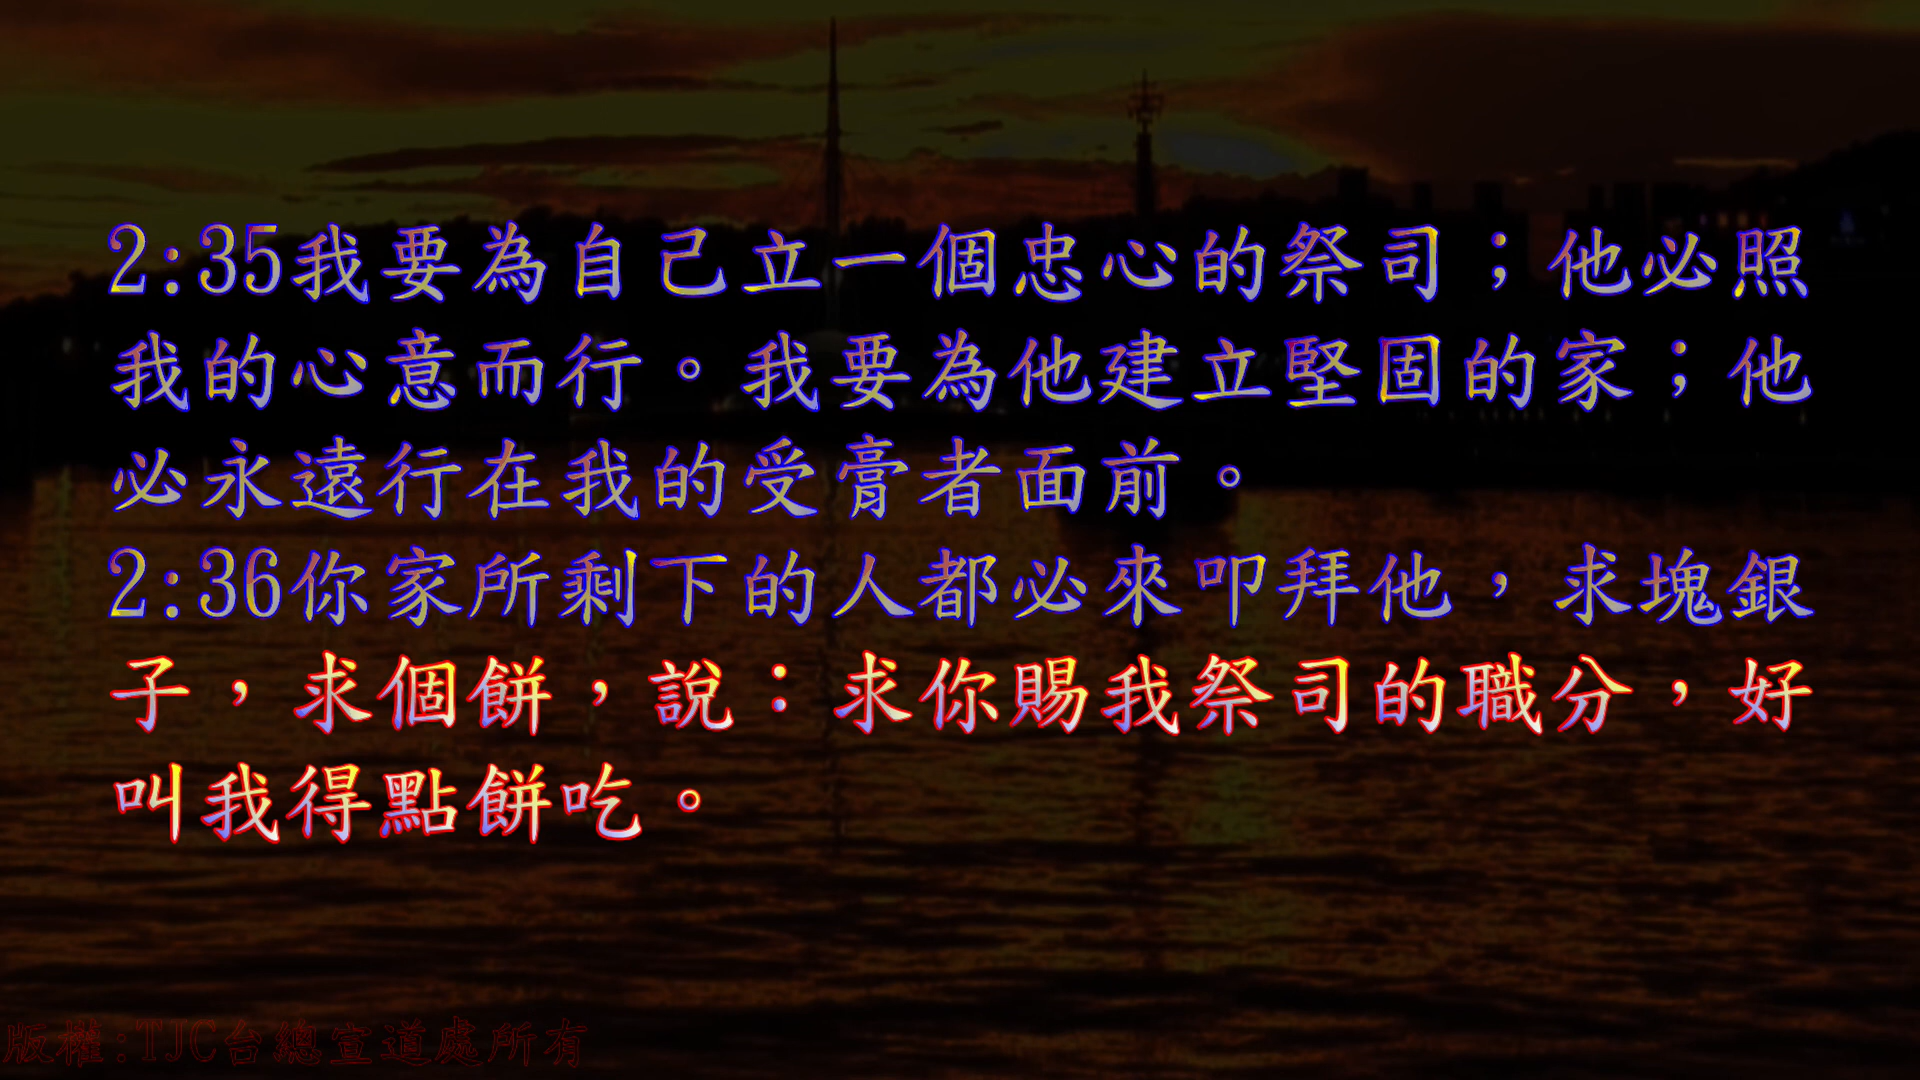 2:35我要為自己立一個忠心的祭司；他必照
我的心意而行。我要為他建立堅固的家；他
必永遠行在我的受膏者面前。
2:36你家所剩下的人都必來叩拜他，求塊銀
子，求個餅，說：求你賜我祭司的職分，好
叫我得點餅吃。
版權:TJC台總宣道處所有